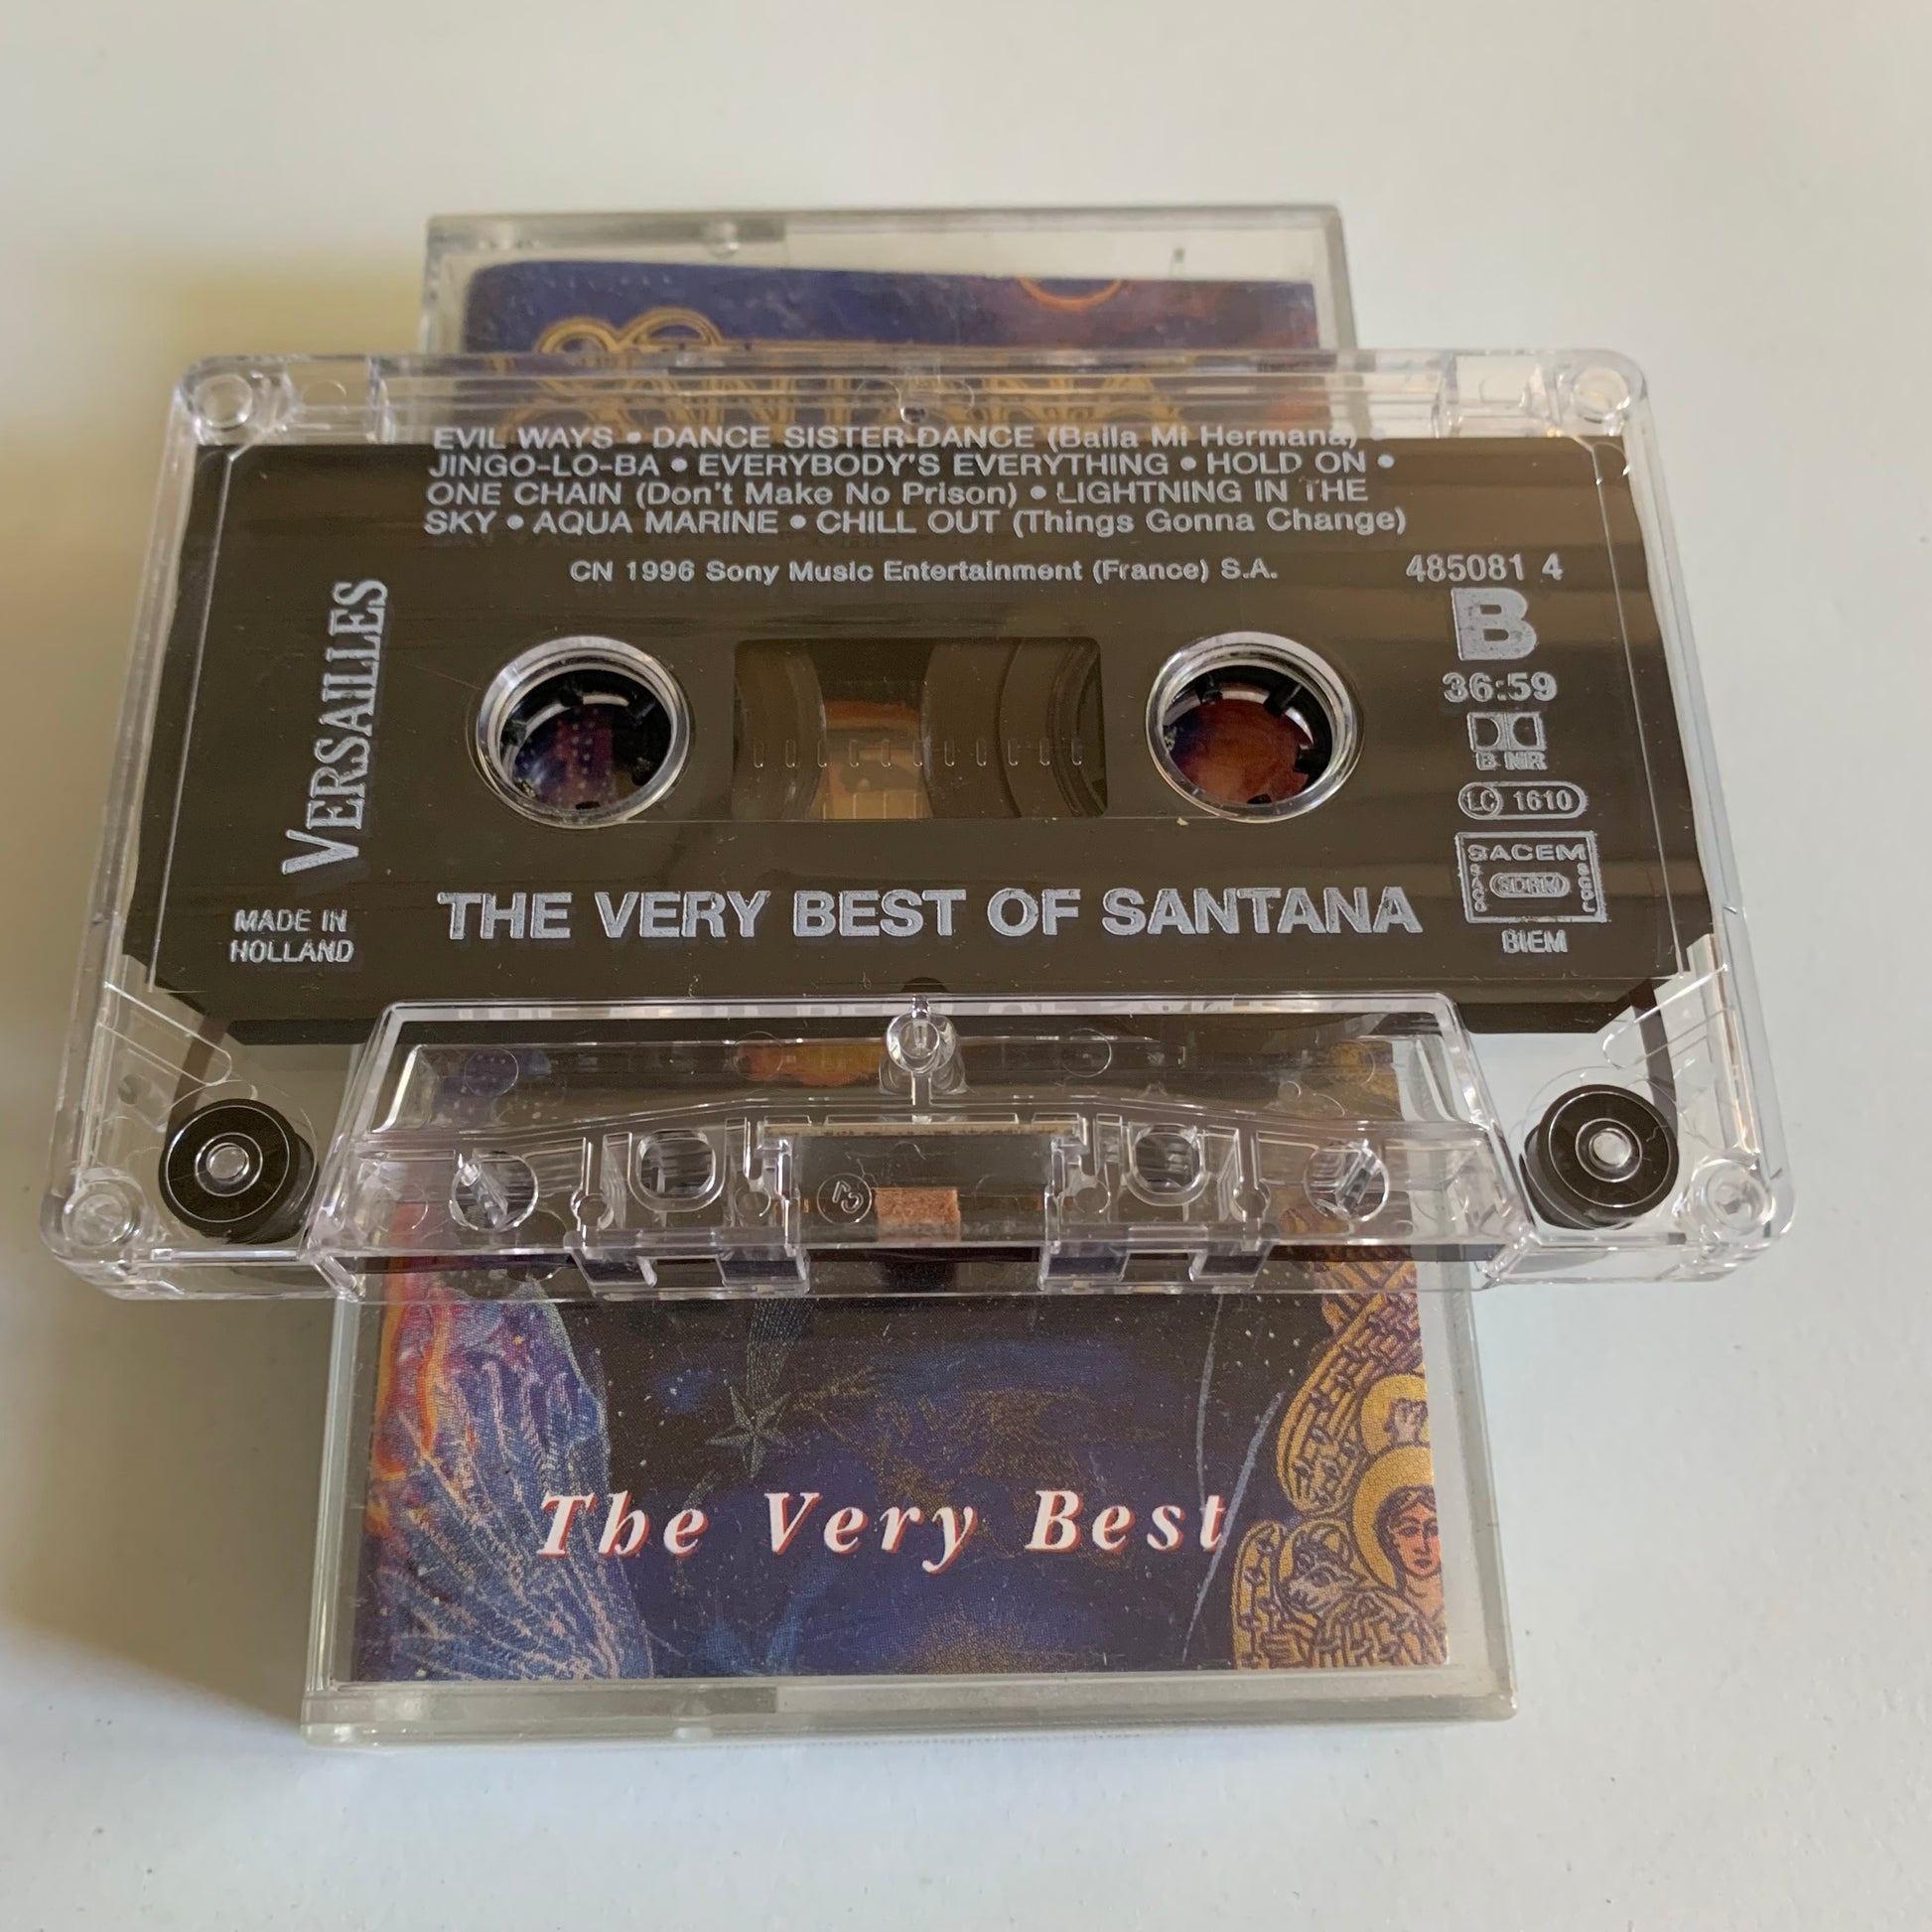 SANTANA
EVIL WAYS • DANCE SISTER DANCE (Baila Mi Hermana) •
JINGO-LO-BA • EVERYBODY'S EVERYTHING • HOLD ON •
ONE CHAIN (Don't Make No Prison) • LIGHTNING IN THE
SKY • AQUA MARINE • CHILL OUT (Things Gonna Change)
CN 1996 Sony Music Entertainment (France) S.A.
485081 4
B
36:59
B NR
LC 1610
SACEM
SDRM
SACD
SGDL
BIEM
VERSAILLES
MADE IN
HOLLAND
THE VERY BEST OF SANTANA
The Very Best